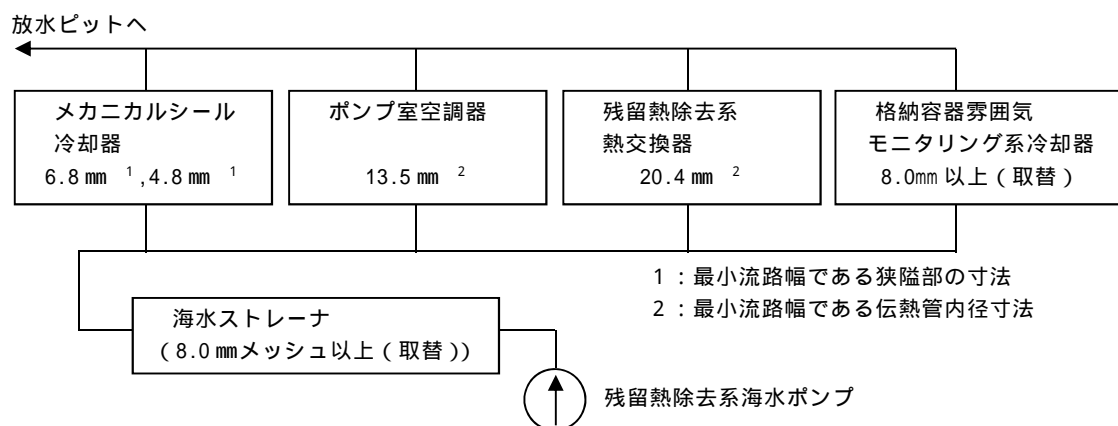 放水ピットへ
メカニカルシール
冷却器
6.8㎜ 1 ,4.8㎜ 1
ポンプ室空調器
13.5㎜ 2
残留熱除去系
熱交換器
20.4㎜ 2
格納容器雰囲気
モニタリング系冷却器
8.0㎜以上(取替)
1:最小流路幅である狭隘部の寸法
2:最小流路幅である伝熱管内径寸法
海水ストレーナ
(8.0㎜メッシュ以上(取替))
残留熱除去系海水ポンプ